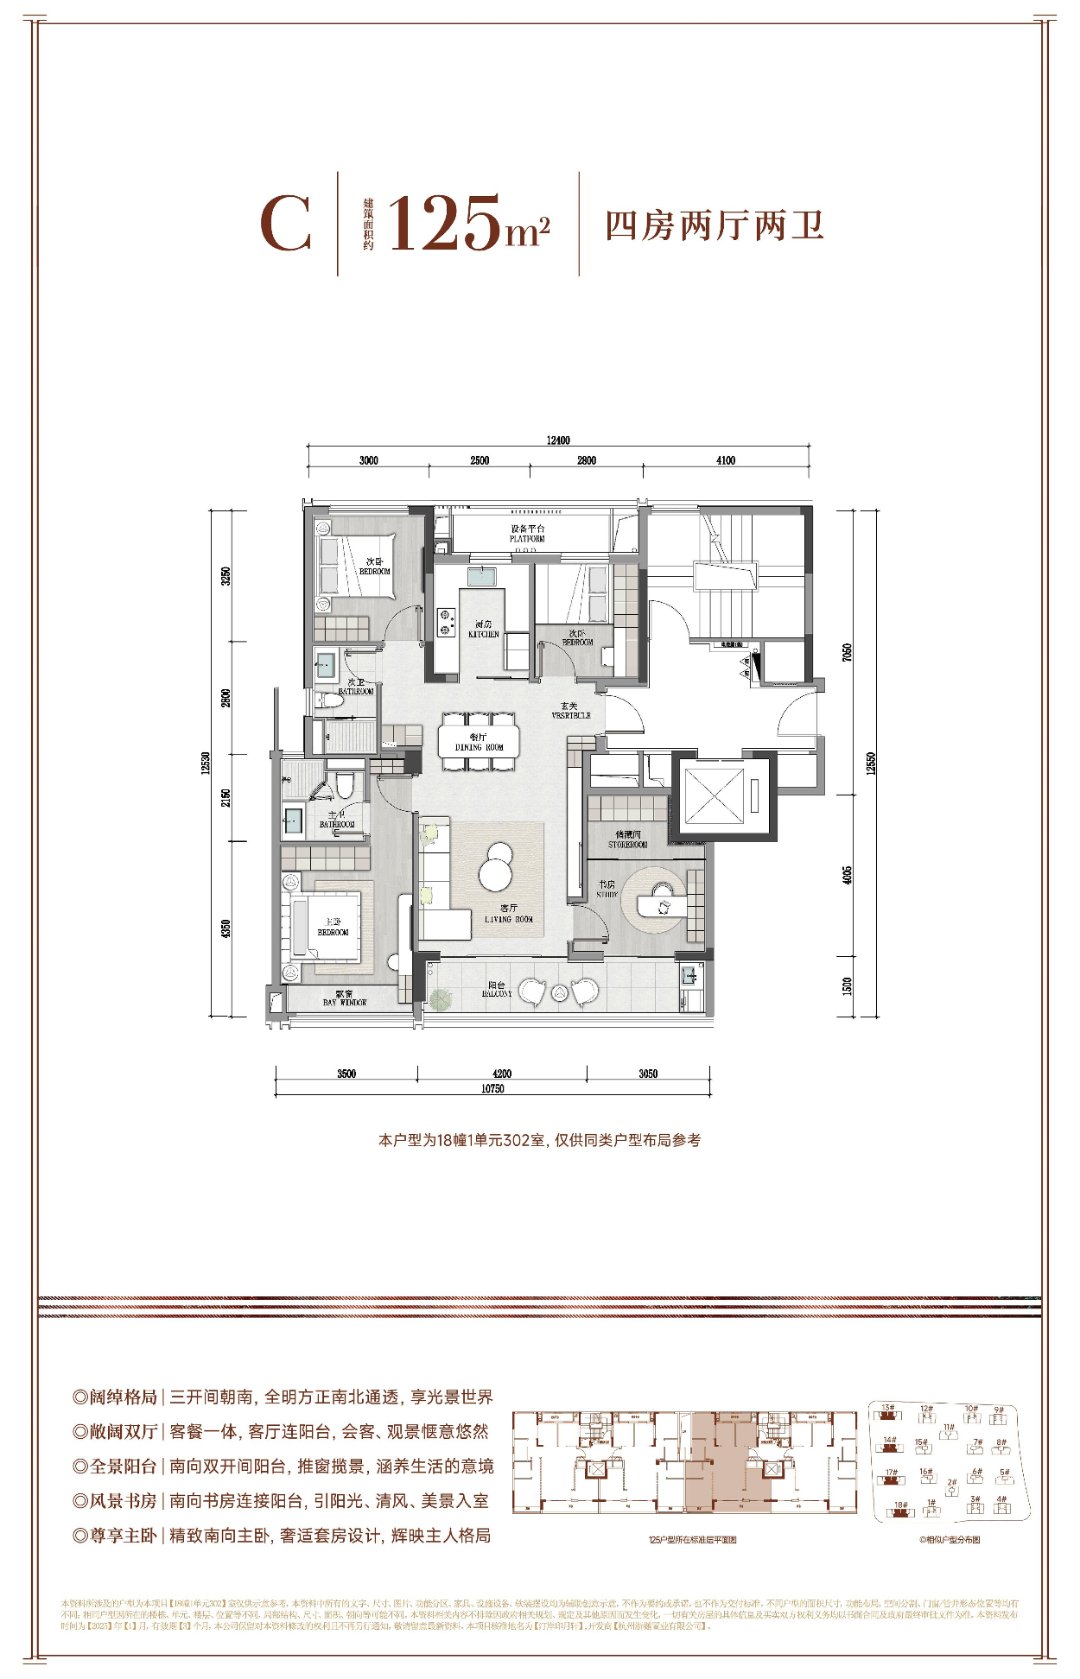 C
建筑面积约
125m²
四房两厅两卫
12400
3000 2500 2800 4100
设备平台
PLATFORM
次卧
BEDROOM
厨房
KITCHEN
次卧
BEDROOM
次卫
BATHROOM
玄关
VESRIBULE
餐厅
DINING ROOM
主卫
BATHROOM
储藏间
STOREROOM
书房
STUDY
客厅
LIVING ROOM
主卧
BEDROOM
阳台
BALCONY
飘窗
BAY WINDOW
12530
3250
2800
2150
4350
7050
4005
1500
12550
3500 4200 3050
10750
本户型为18幢1单元302室，仅供同类户型布局参考
◎阔绰格局|三开间朝南，全明方正南北通透，享光景世界
◎敞阔双厅|客餐一体，客厅连阳台，会客、观景惬意悠然
◎全景阳台|南向双开间阳台，推窗揽景，涵养生活的意境
◎风景书房|南向书房连接阳台，引阳光、清风、美景入室
◎尊享主卧|精致南向主卧，奢适套房设计，辉映主人格局
125户型所在标准层平面图
13# 12# 10# 9#
11#
14# 15# 7# 8#
17# 16# 6# 5#
2#
18# 1# 3# 4#
◎相似户型分布图